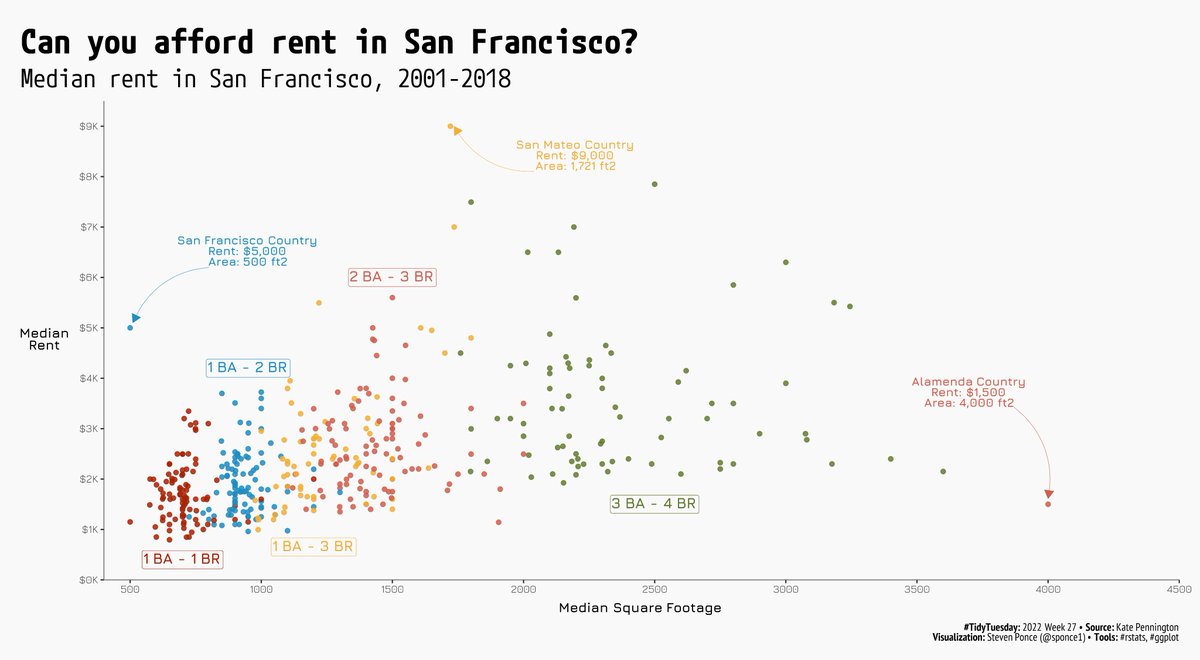 Can you afford rent in San Francisco?
Median rent in San Francisco, 2001-2018
$9K
San Mateo Country
Rent: $9,000
Area: 1,721 ft2
$8K
$7K
San Francisco Country
Rent: $5,000
Area: 500 ft2
$6K
2 BA - 3 BR
Median
Rent
$5K
1 BA - 2 BR
$4K
Alamenda Country
Rent: $1,500
Area: 4,000 ft2
$3K
$2K
3 BA - 4 BR
$1K
1 BA - 3 BR
1 BA - 1 BR
$0K
500 1000 1500 2000 2500 3000 3500 4000 4500
Median Square Footage
#TidyTuesday: 2022 Week 27 • Source: Kate Pennington
Visualization: Steven Ponce (@sponce1) • Tools: #rstats, #ggplot